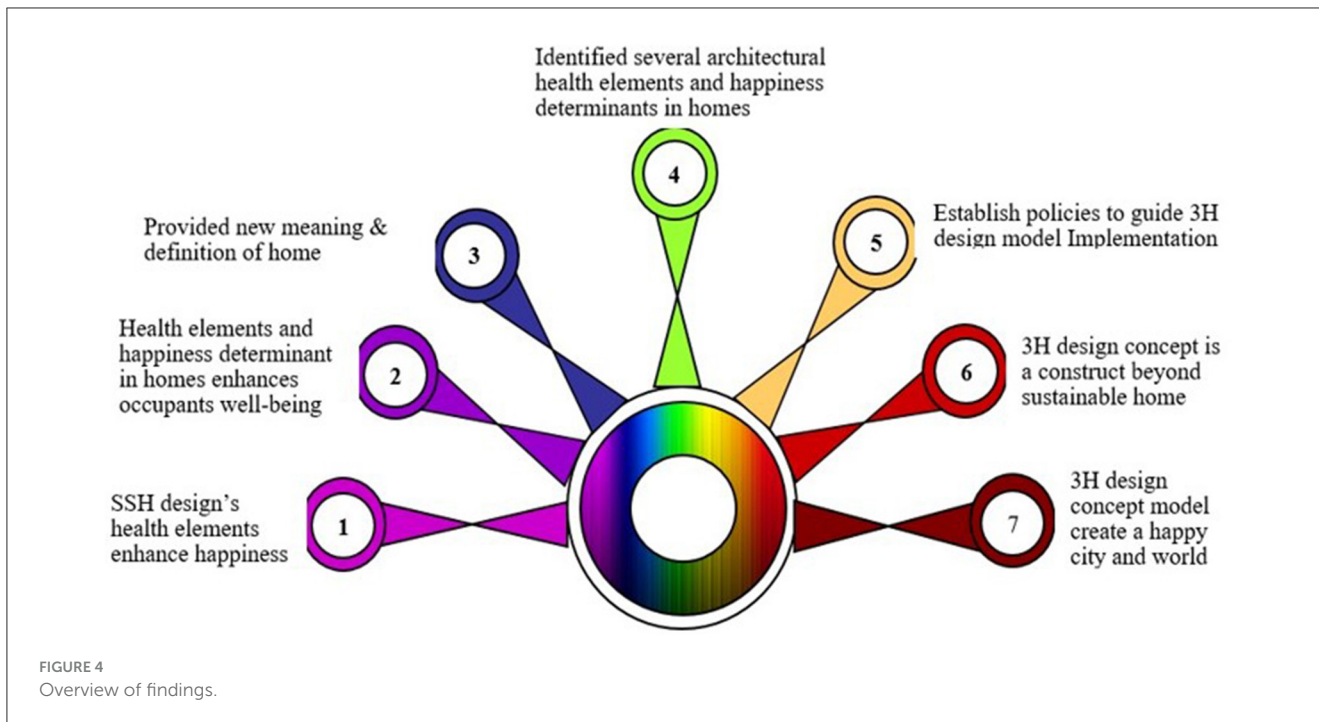 Identified several architectural
health elements and happiness
determinants in homes
4
Provided new meaning &
definition of home
3
Establish policies to guide 3H
design model Implementation
5
Health elements and
happiness determinant
in homes enhances
occupants well-being
2
3H design concept is
a construct beyond
sustainable home
6
SSH design's
health elements
enhance happiness
1
3H design
concept model
create a happy
city and world
7
FIGURE 4
Overview of findings.